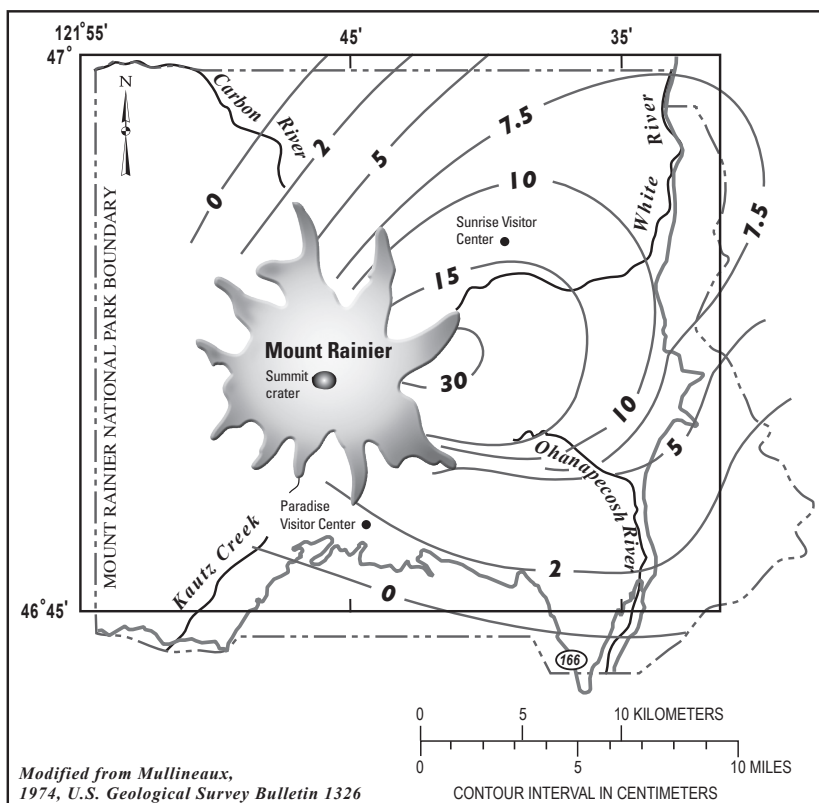 121˚55’
45’
35’
47˚
N
Carbon
River
0
2
5
7.5
10
15
30
Sunrise Visitor
Center
White
River
7.5
Mount Rainier
Summit
crater
10
5
Ohanapecosh River
MOUNT RAINIER NATIONAL PARK BOUNDARY
Paradise
Visitor Center
Kautz Creek
0
2
46˚45’
166
0
5
10 KILOMETERS
0
5
10 MILES
CONTOUR INTERVAL IN CENTIMETERS
Modified from Mullineaux,
1974, U.S. Geological Survey Bulletin 1326